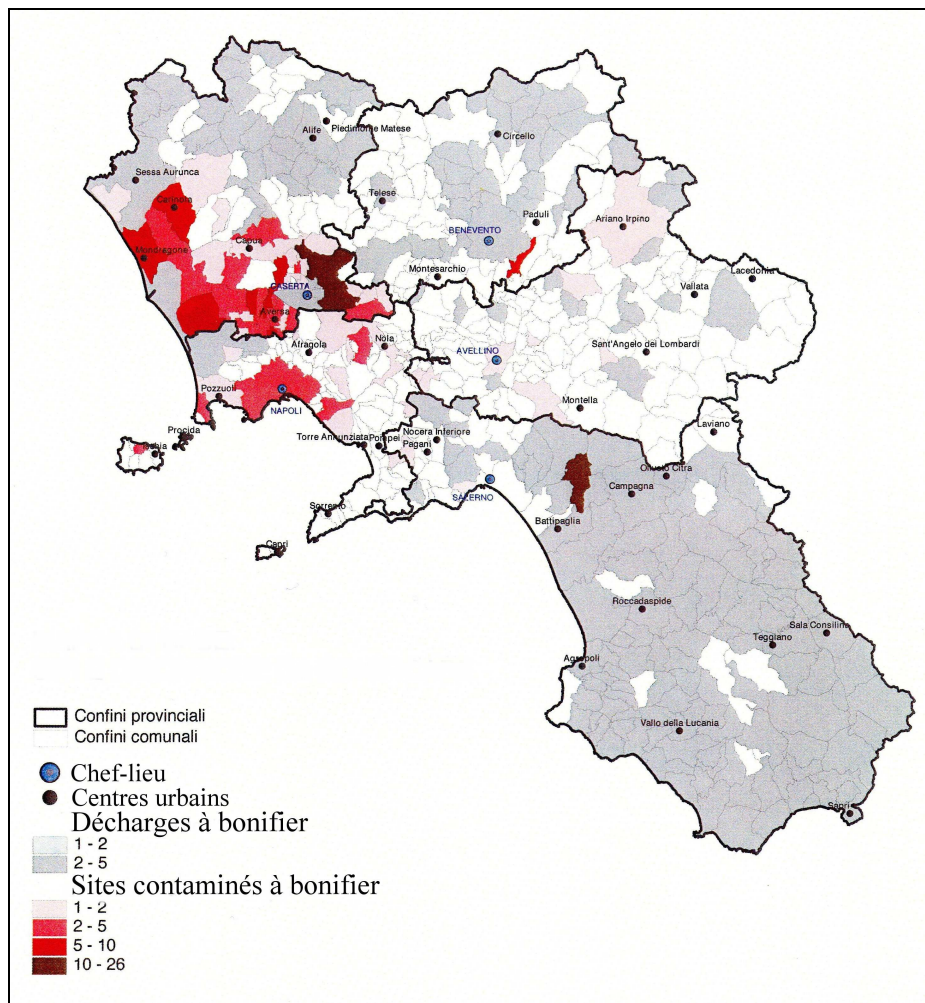 Sessa Aurunca
Alife
Piedimonte Matese
Circello
Carinola
Telese
Mondragone
Capua
BENEVENTO
Paduli
Ariano Irpino
CASERTA
Montesarchio
Vallata
Lacedonia
Aversa
Afragola
Nola
AVELLINO
Sant'Angelo dei Lombardi
Pozzuoli
NAPOLI
Montella
Procida
Ischia
Torre Annunziata
Pompei
Nocera Inferiore
Pagani
Laviano
SALERNO
Oliveto Citra
Campagna
Sorrento
Battipaglia
Capri
Roccadaspide
Sala Consilina
Teggiano
Agropoli
Vallo della Lucania
Sapri
Confini provinciali
Confini comunali
Chef-lieu
Centres urbains
Décharges à bonifier
1 - 2
2 - 5
Sites contaminés à bonifier
1 - 2
2 - 5
5 - 10
10 - 26